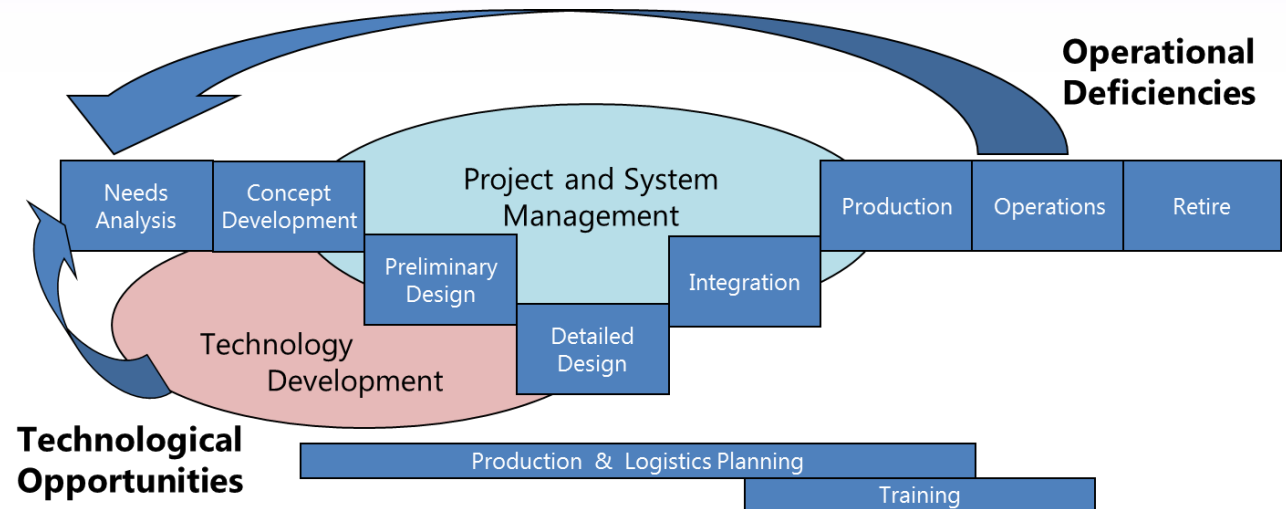 Operational
Deficiencies
Project and System
Management
Needs
Analysis
Concept
Development
Production
Operations
Retire
Preliminary
Design
Integration
Detailed
Design
Technology
Development
Technological
Opportunities
Production & Logistics Planning
Training